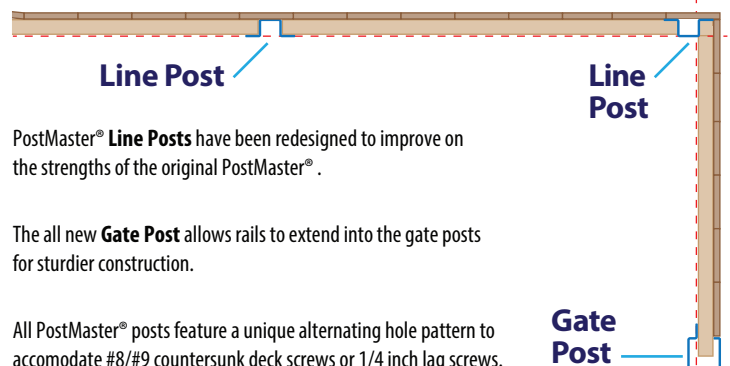 Line Post
Line
Post
PostMaster® Line Posts have been redesigned to improve on
the strengths of the original PostMaster® .
The all new Gate Post allows rails to extend into the gate posts
for sturdier construction.
Gate
Post
All PostMaster® posts feature a unique alternating hole pattern to
accomodate #8/#9 countersunk deck screws or 1/4 inch lag screws.